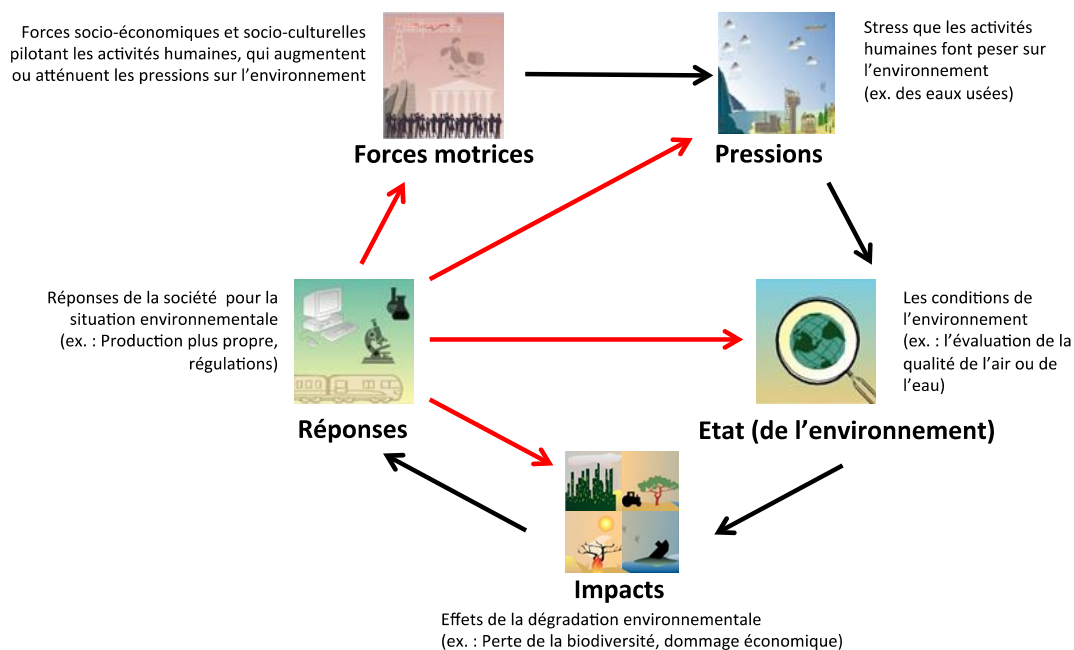 Forces socio-économiques et socio-culturelles
pilotant les activités humaines, qui augmentent
ou atténuent les pressions sur l’environnement
Forces motrices
Stress que les activités
humaines font peser sur
l’environnement
(ex. des eaux usées)
Pressions
Réponses de la société  pour la
situation environnementale
(ex. : Production plus propre,
régulations)
Réponses
Les conditions de
l’environnement
(ex. : l’évaluation de la
qualité de l’air ou de
l’eau)
Etat (de l’environnement)
Impacts
Effets de la dégradation environnementale
(ex. : Perte de la biodiversité, dommage économique)